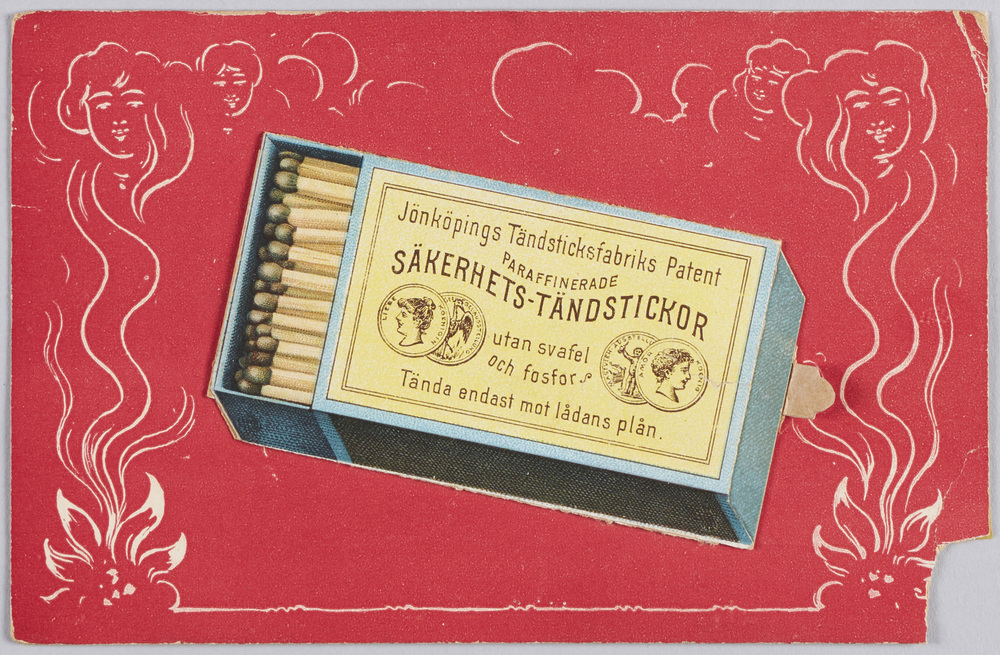 Jönköpings Tändsticksfabriks Patent
PARAFFINERADE
SÄKERHETS-TÄNDSTICKOR
utan svafel
och fosfor
Tända endast mot lådans plån.